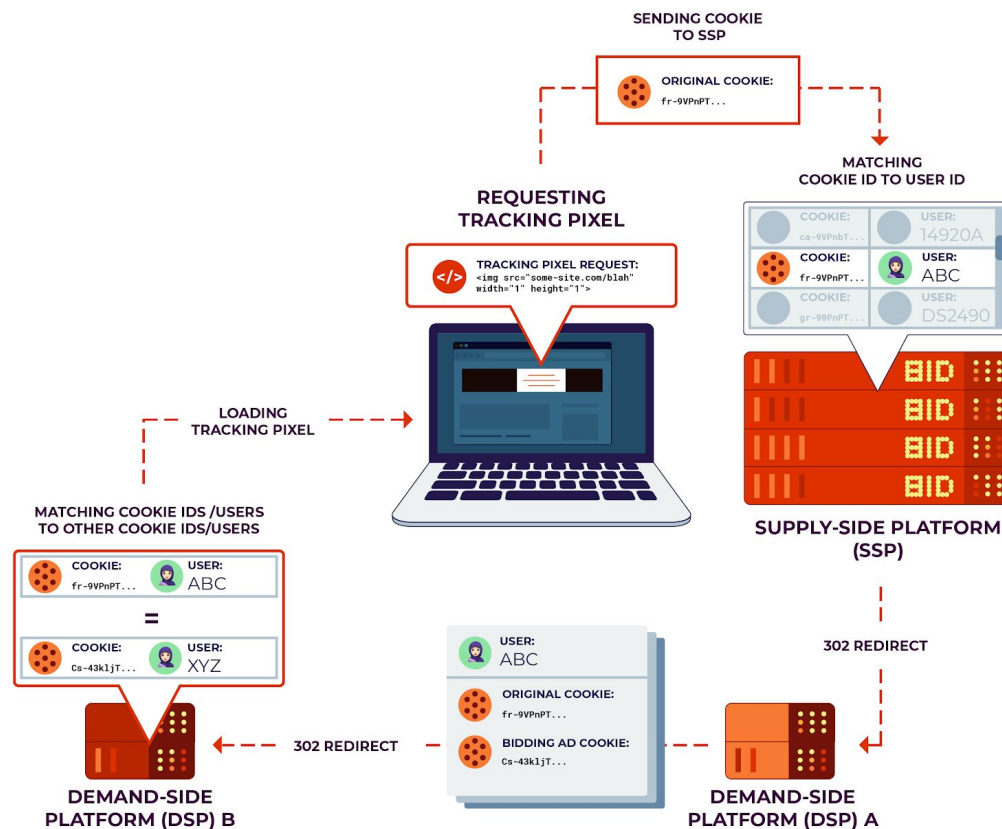 SENDING COOKIE
TO SSP
ORIGINAL COOKIE:
fr-9VPnPT...
MATCHING
COOKIE ID TO USER ID
COOKIE:
ca-9VPnbT...
USER:
14920A
COOKIE:
fr-9VPnPT...
USER:
ABC
COOKIE:
gr-90PnPT...
USER:
DS2490
REQUESTING
TRACKING PIXEL
TRACKING PIXEL REQUEST:
<img src="some-site.com/blah"
width="1" height="1">
</>
BID
BID
BID
BID
SUPPLY-SIDE PLATFORM
(SSP)
LOADING
TRACKING PIXEL
MATCHING COOKIE IDS /USERS
TO OTHER COOKIE IDS/USERS
COOKIE:
fr-9VPnPT...
USER:
ABC
=
COOKIE:
Cs-43kljT...
USER:
XYZ
302 REDIRECT
USER:
ABC
ORIGINAL COOKIE:
fr-9VPnPT...
BIDDING AD COOKIE:
Cs-43kljT...
302 REDIRECT
DEMAND-SIDE
PLATFORM (DSP) B
DEMAND-SIDE
PLATFORM (DSP) A